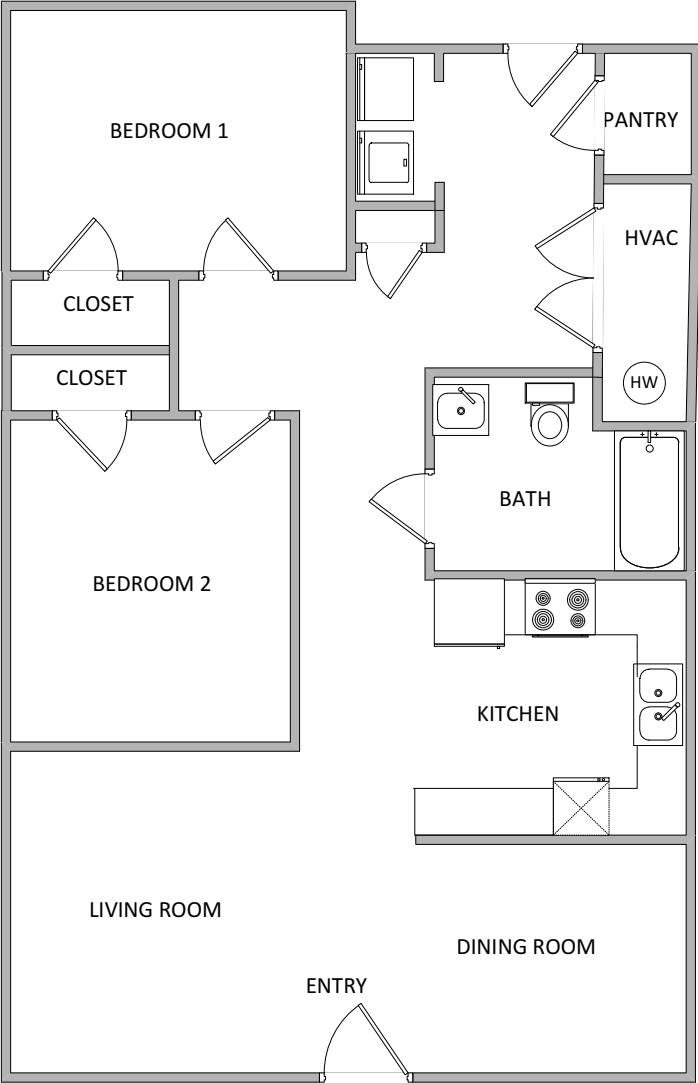 BEDROOM 1
PANTRY
HVAC
CLOSET
CLOSET
HW
BATH
BEDROOM 2
KITCHEN
LIVING ROOM
DINING ROOM
ENTRY